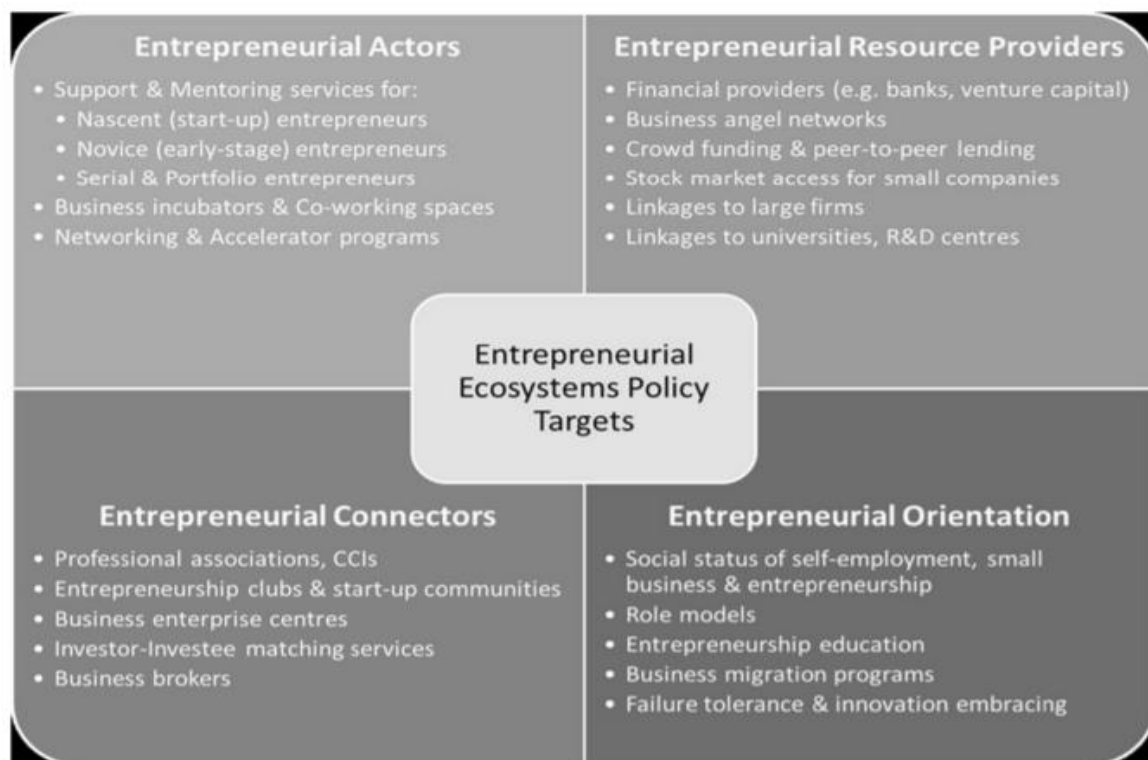 Entrepreneurial Actors
• Support & Mentoring services for:
• Nascent (start-up) entrepreneurs
• Novice (early-stage) entrepreneurs
• Serial & Portfolio entrepreneurs
• Business incubators & Co-working spaces
• Networking & Accelerator programs
Entrepreneurial Resource Providers
• Financial providers (e.g. banks, venture capital)
• Business angel networks
• Crowd funding & peer-to-peer lending
• Stock market access for small companies
• Linkages to large firms
• Linkages to universities, R&D centres
Entrepreneurial
Ecosystems Policy
Targets
Entrepreneurial Connectors
• Professional associations, CCIs
• Entrepreneurship clubs & start-up communities
• Business enterprise centres
• Investor-Investee matching services
• Business brokers
Entrepreneurial Orientation
• Social status of self-employment, small
business & entrepreneurship
• Role models
• Entrepreneurship education
• Business migration programs
• Failure tolerance & innovation embracing